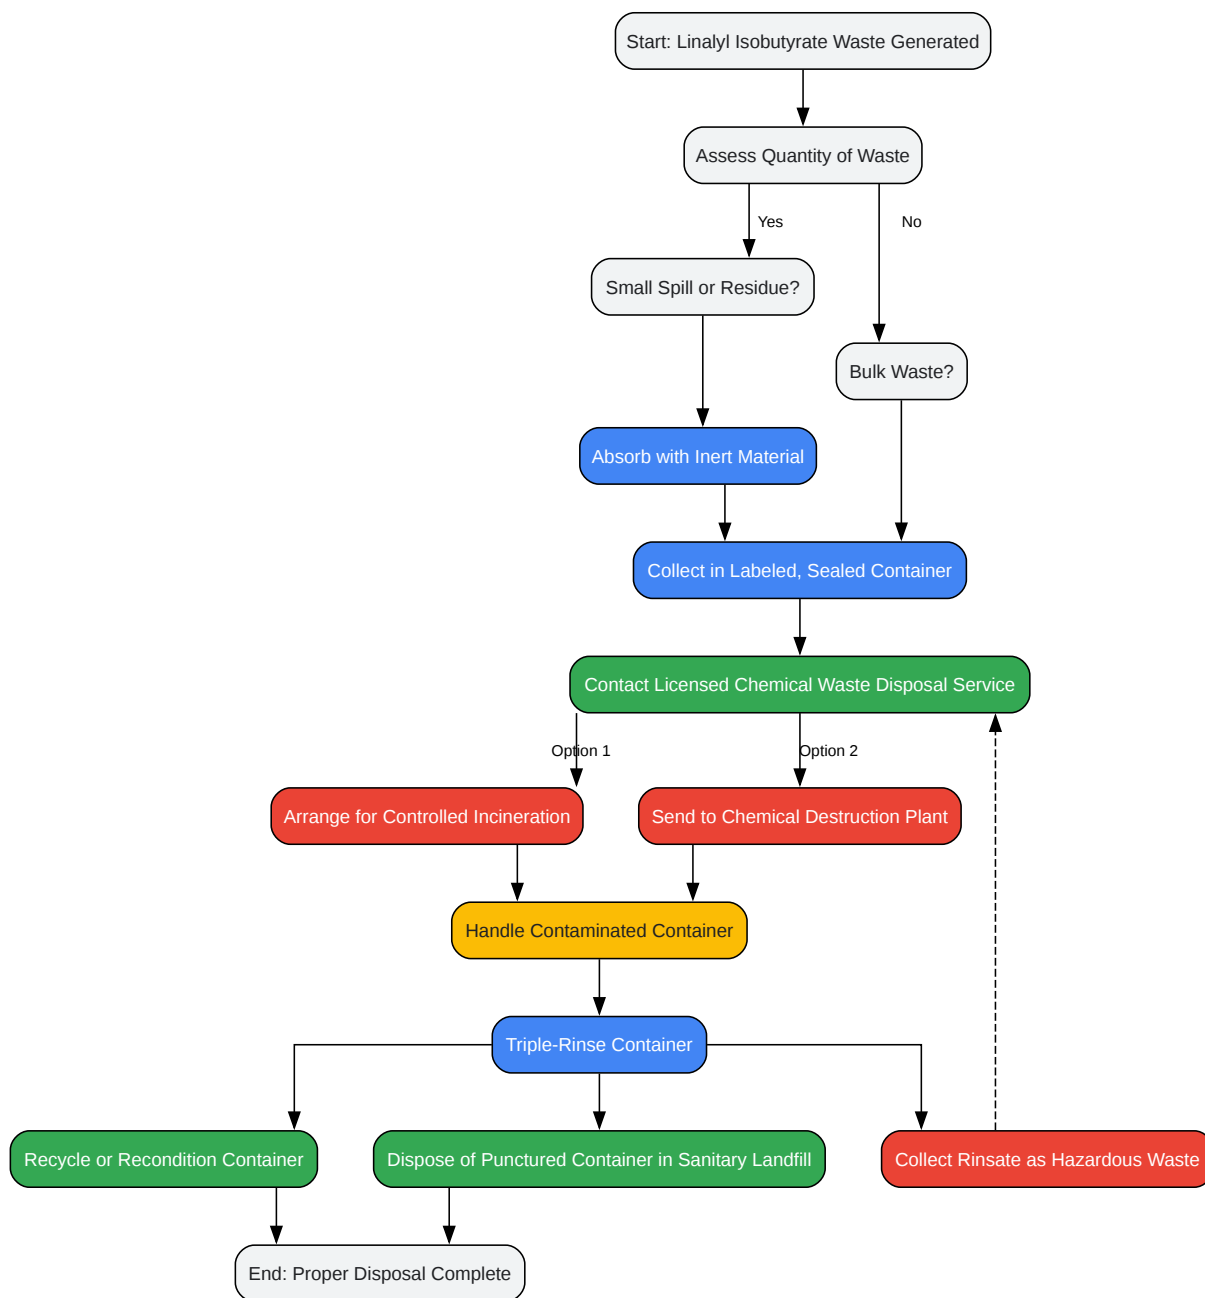 Start: Linalyl Isobutyrate Waste Generated
Assess Quantity of Waste
Yes
No
Small Spill or Residue?
Bulk Waste?
Absorb with Inert Material
Collect in Labeled, Sealed Container
Contact Licensed Chemical Waste Disposal Service
Option 1
Option 2
Arrange for Controlled Incineration
Send to Chemical Destruction Plant
Handle Contaminated Container
Triple-Rinse Container
Recycle or Recondition Container
Dispose of Punctured Container in Sanitary Landfill
Collect Rinsate as Hazardous Waste
End: Proper Disposal Complete